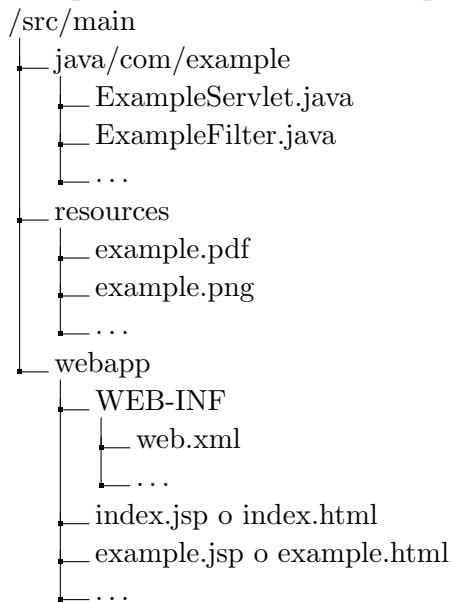 /src/main
java/com/example
ExampleServlet.java
ExampleFilter.java
...
resources
example.pdf
example.png
...
webapp
WEB-INF
web.xml
...
index.jsp o index.html
example.jsp o example.html
...